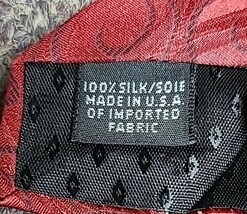 100% SILK/SOIE
MADE IN U.S.A.
OF IMPORTED
FABRIC